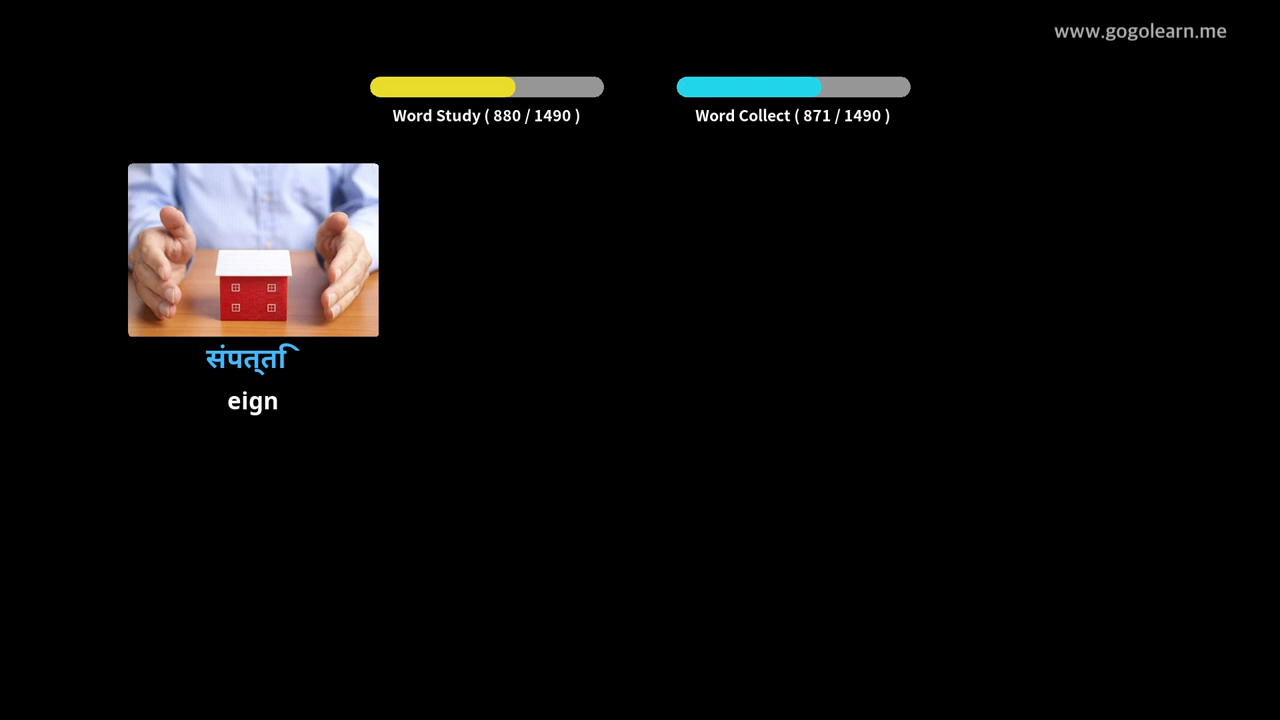 www.gogolearn.me
Word Study ( 880 / 1490 )
Word Collect ( 871 / 1490 )
संपत्ति
eign